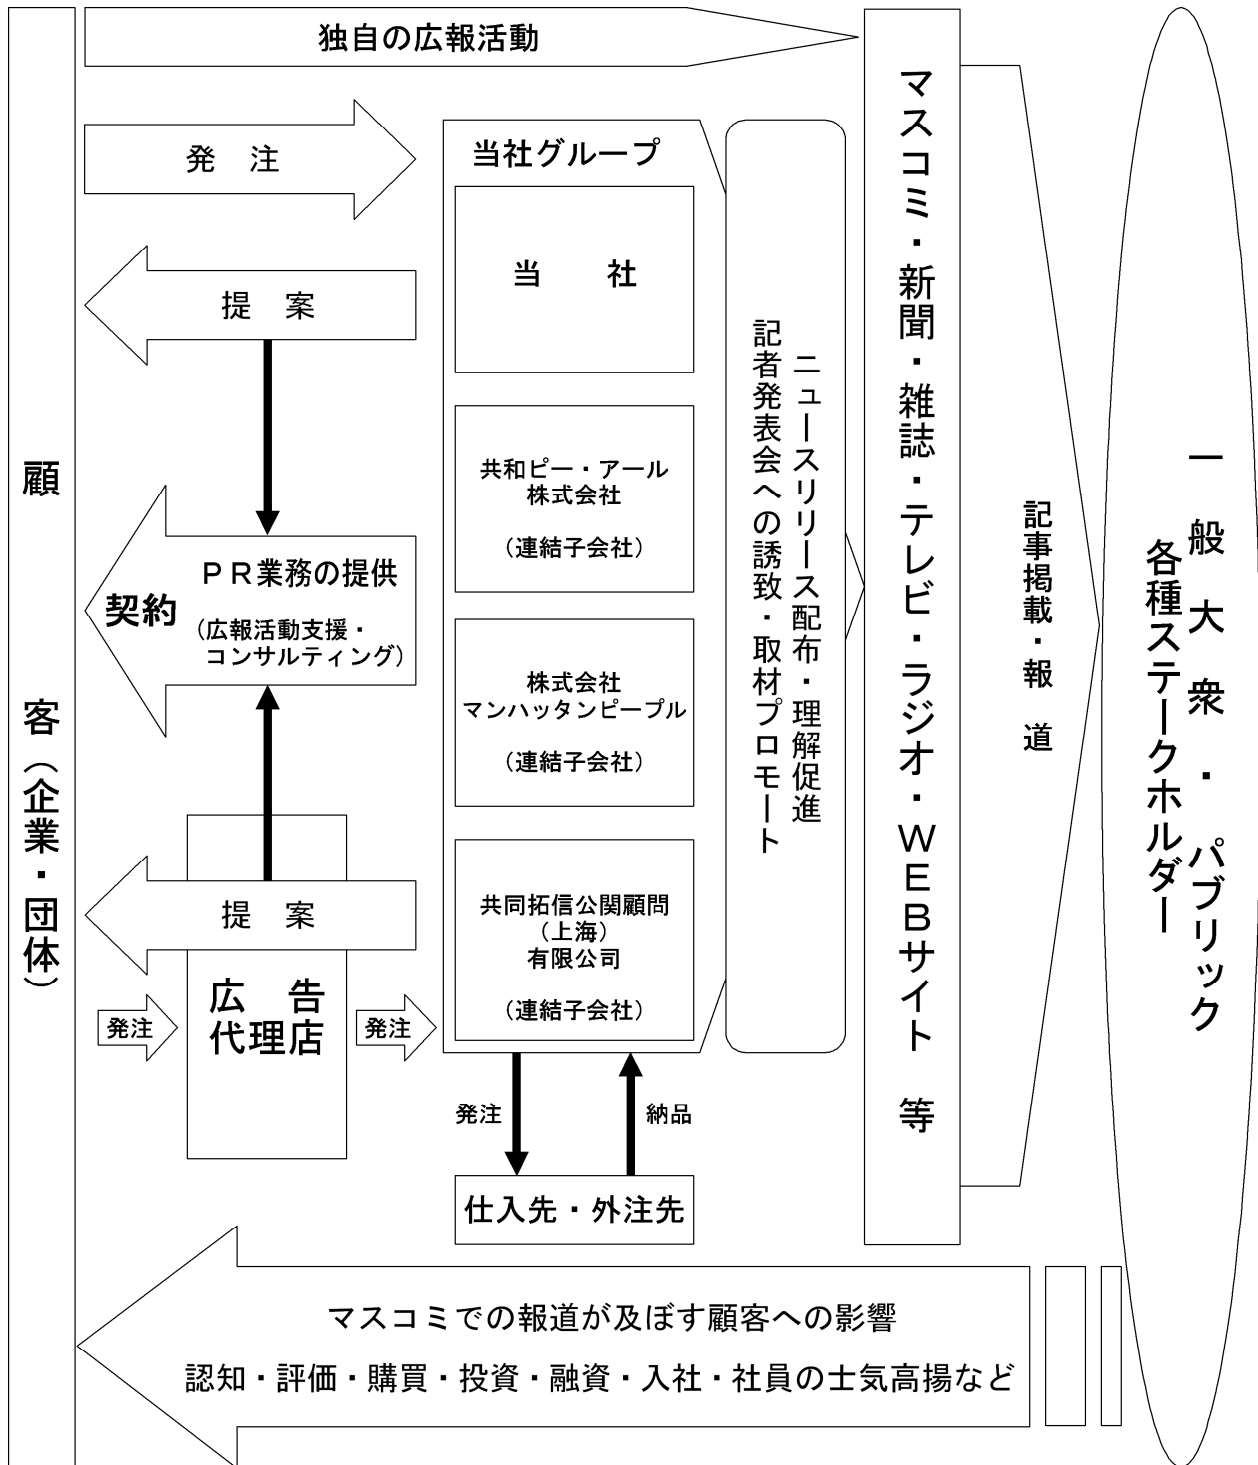 独自の広報活動
発　注
提　案
契約
ＰＲ業務の提供
（広報活動支援・
コンサルティング）
提　案
広　告
代理店
発注
発注
顧　　客（企業・団体）
当社グループ
当　　社
共和ピー・アール
株式会社
（連結子会社）
株式会社
マンハッタンピープル
（連結子会社）
共同拓信公関顧問
（上海）
有限公司
（連結子会社）
発注
納品
仕入先・外注先
ニュースリリース配布・理解促進
記者発表会への誘致・取材プロモート
マスコミ・新聞・雑誌・テレビ・ラジオ・ＷＥＢサイト　等
記事掲載・報　道
一　般　大　衆　・　パブリック
各種ステークホルダー
マスコミでの報道が及ぼす顧客への影響
認知・評価・購買・投資・融資・入社・社員の士気高揚など